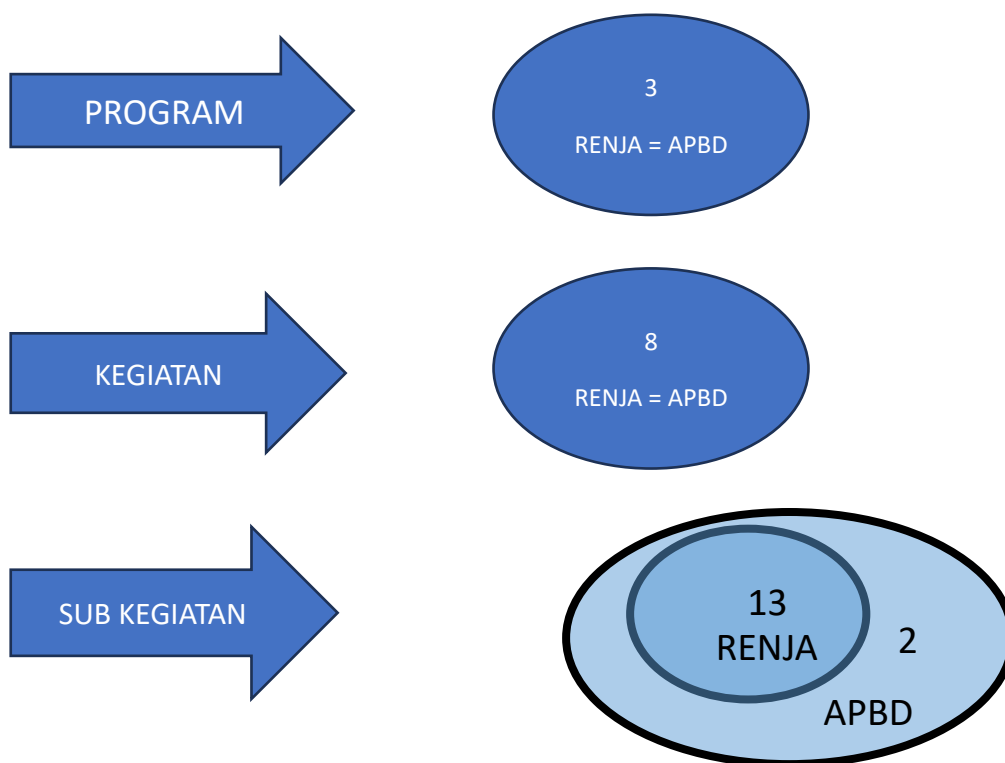 PROGRAM
3
RENJA = APBD
KEGIATAN
8
RENJA = APBD
SUB KEGIATAN
13
RENJA
2
APBD